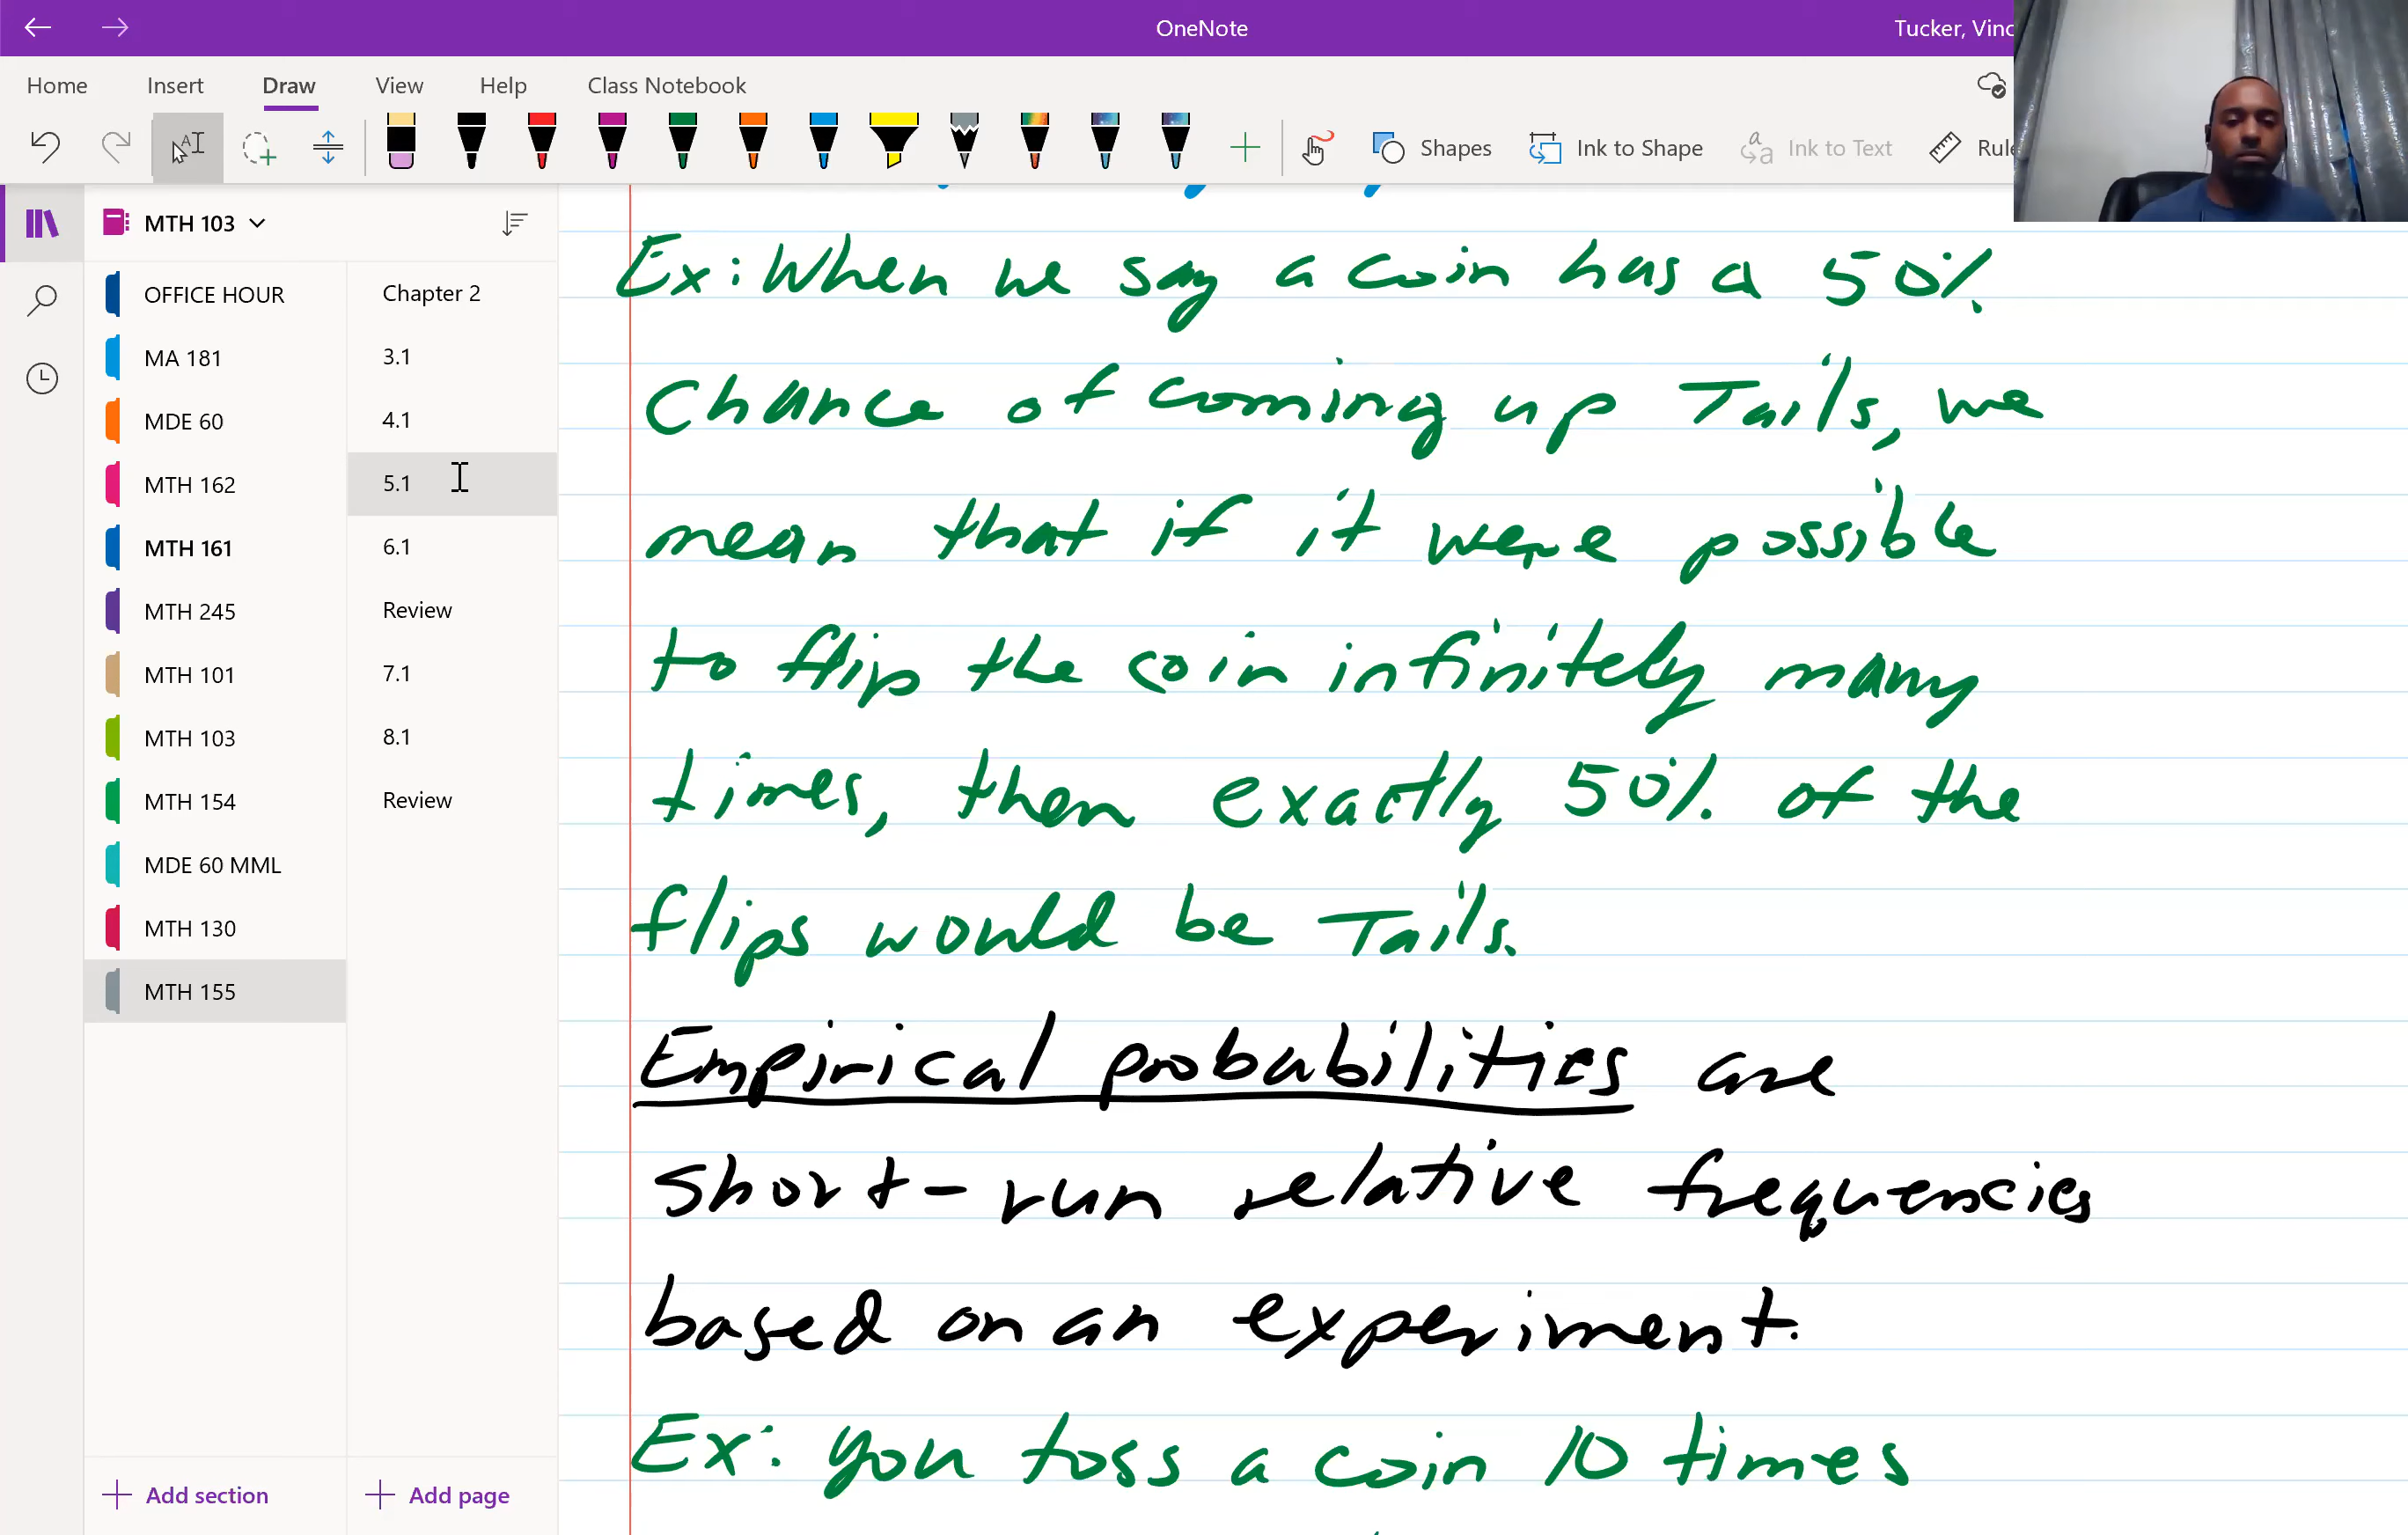 OneNote
Tucker, Vinc
Home Insert Draw View Help Class Notebook
Shapes Ink to Shape Ink to Text Rule
MTH 103
OFFICE HOUR
MA 181
MDE 60
MTH 162
MTH 161
MTH 245
MTH 101
MTH 103
MTH 154
MDE 60 MML
MTH 130
MTH 155
Add section
Chapter 2
3.1
4.1
5.1
6.1
Review
7.1
8.1
Review
Add page
Ex: When we say a coin has a 50%
Chance of coming up Tails, we
mean that if it were possible
to flip the coin infinitely many
times, then exactly 50% of the
flips would be Tails.
Empirical probabilities are
short-run relative frequencies
based on an experiment.
Ex: you toss a coin 10 times